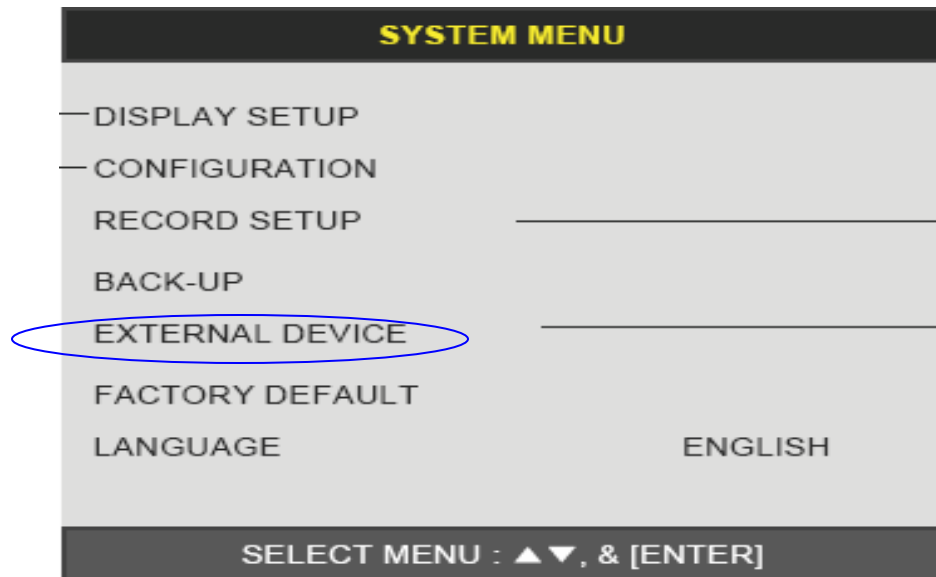 SYSTEM MENU
DISPLAY SETUP
CONFIGURATION
RECORD SETUP
BACK-UP
EXTERNAL DEVICE
FACTORY DEFAULT
LANGUAGE ENGLISH
SELECT MENU : ▲▼, & [ENTER]